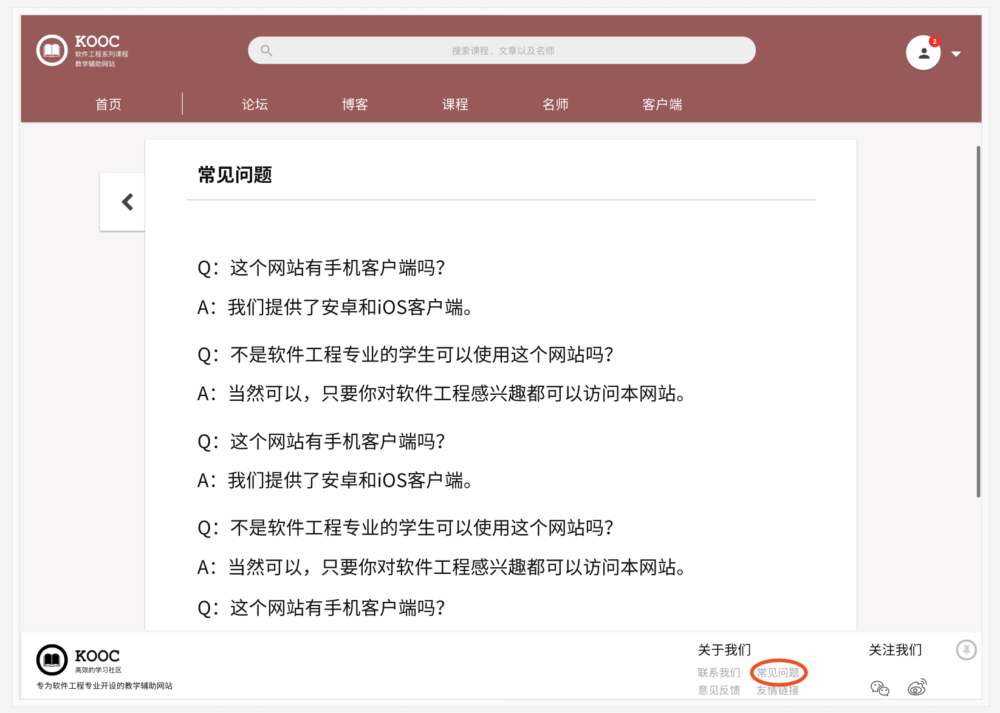 KOOC
软件工程系列课程
教学辅助网站
搜索课程、文章以及名师
2
首页
论坛
博客
课程
名师
客户端
常见问题
Q：这个网站有手机客户端吗？
A：我们提供了安卓和iOS客户端。
Q：不是软件工程专业的学生可以使用这个网站吗？
A：当然可以，只要你对软件工程感兴趣都可以访问本网站。
Q：这个网站有手机客户端吗？
A：我们提供了安卓和iOS客户端。
Q：不是软件工程专业的学生可以使用这个网站吗？
A：当然可以，只要你对软件工程感兴趣都可以访问本网站。
Q：这个网站有手机客户端吗？
KOOC
高效的学习社区
专为软件工程专业开设的教学辅助网站
关于我们
联系我们 常见问题
意见反馈 友情链接
关注我们